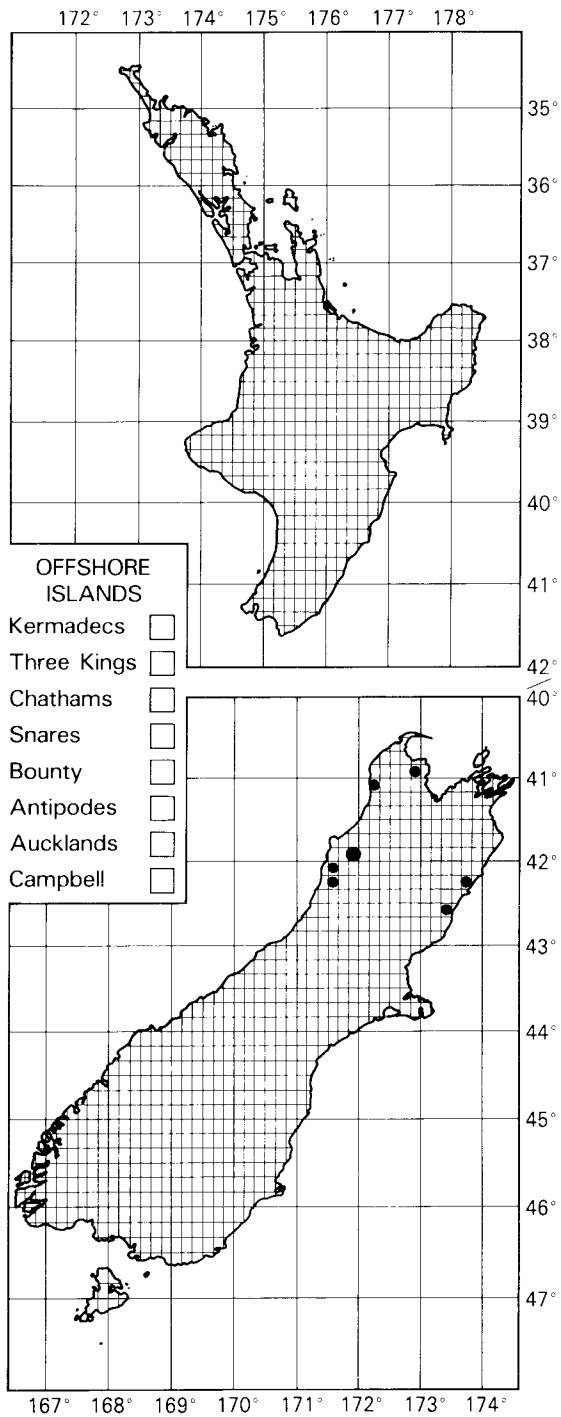 172° 173° 174° 175° 176° 177° 178°
35°
36°
37°
38°
39°
40°
41°
42°
OFFSHORE
ISLANDS
Kermadecs
Three Kings
Chathams
Snares
Bounty
Antipodes
Aucklands
Campbell
40°
41°
42°
43°
44°
45°
46°
47°
167° 168° 169° 170° 171° 172° 173° 174°